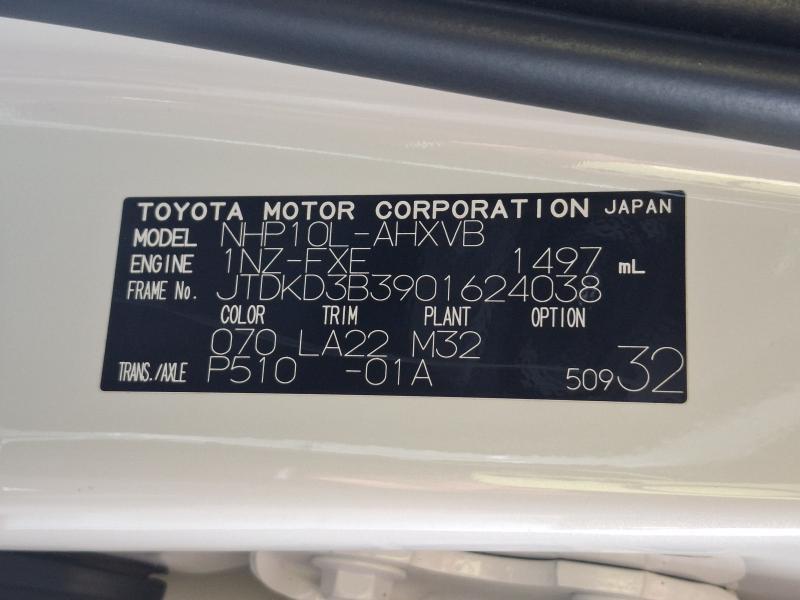 TOYOTA MOTOR CORPORATION JAPAN
MODEL NHP10L-AHXVB
ENGINE 1NZ-FXE 1497 mL
FRAME No. JTDKD3B3901624038
COLOR TRIM PLANT OPTION
070 LA22 M32
TRANS./AXLE P510 -01A 509 32